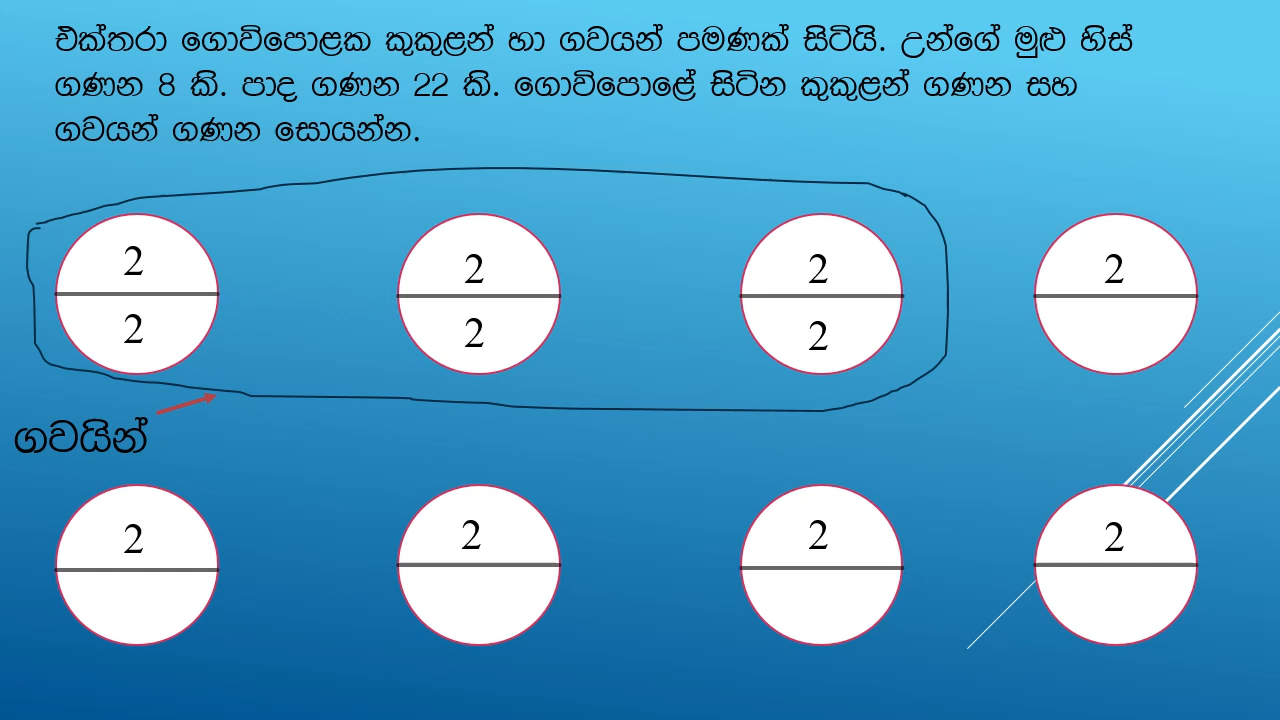 එක්තරා ගොවිපොළක කුකුළන් හා ගවයන් පමණක් සිටියි. උන්ගේ මුළු හිස්
ගණන 8 කි. පාද ගණන 22 කි. ගොවිපොළේ සිටින කුකුළන් ගණන සහ
ගවයන් ගණන සොයන්න.
2 2 2 2
2 2 2
ගවයින්
2 2 2 2